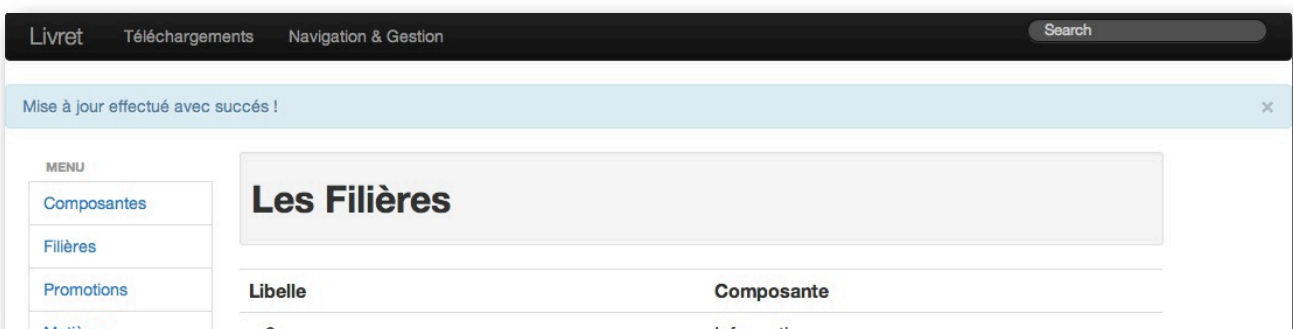 Livret Téléchargements Navigation & Gestion Search
Mise à jour effectué avec succés ! ×
MENU
Composantes
Filières
Promotions
Les Filières
Libelle Composante